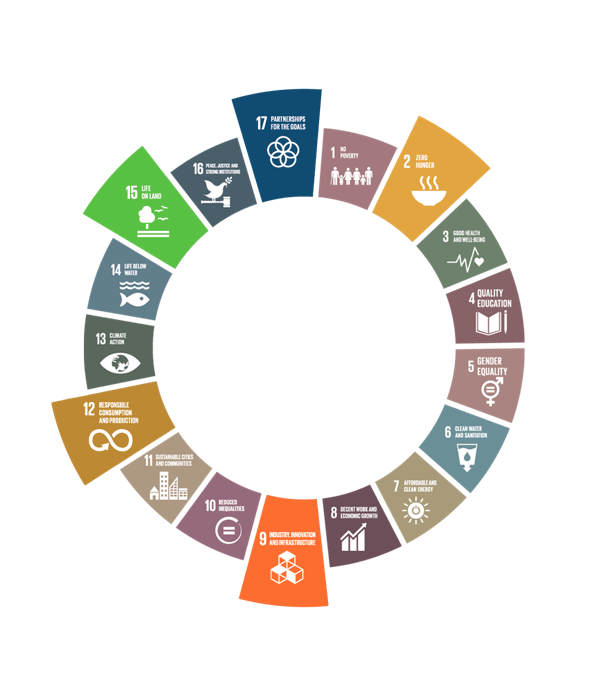 1 NO
POVERTY
2 ZERO
HUNGER
3 GOOD HEALTH
AND WELL-BEING
4 QUALITY
EDUCATION
5 GENDER
EQUALITY
6 CLEAN WATER
AND SANITATION
7 AFFORDABLE AND
CLEAN ENERGY
8 DECENT WORK AND
ECONOMIC GROWTH
9 INDUSTRY, INNOVATION
AND INFRASTRUCTURE
10 REDUCED
INEQUALITIES
11 SUSTAINABLE CITIES
AND COMMUNITIES
12 RESPONSIBLE
CONSUMPTION
AND PRODUCTION
13 CLIMATE
ACTION
14 LIFE BELOW
WATER
15 LIFE
ON LAND
16 PEACE, JUSTICE AND
STRONG INSTITUTIONS
17 PARTNERSHIPS
FOR THE GOALS